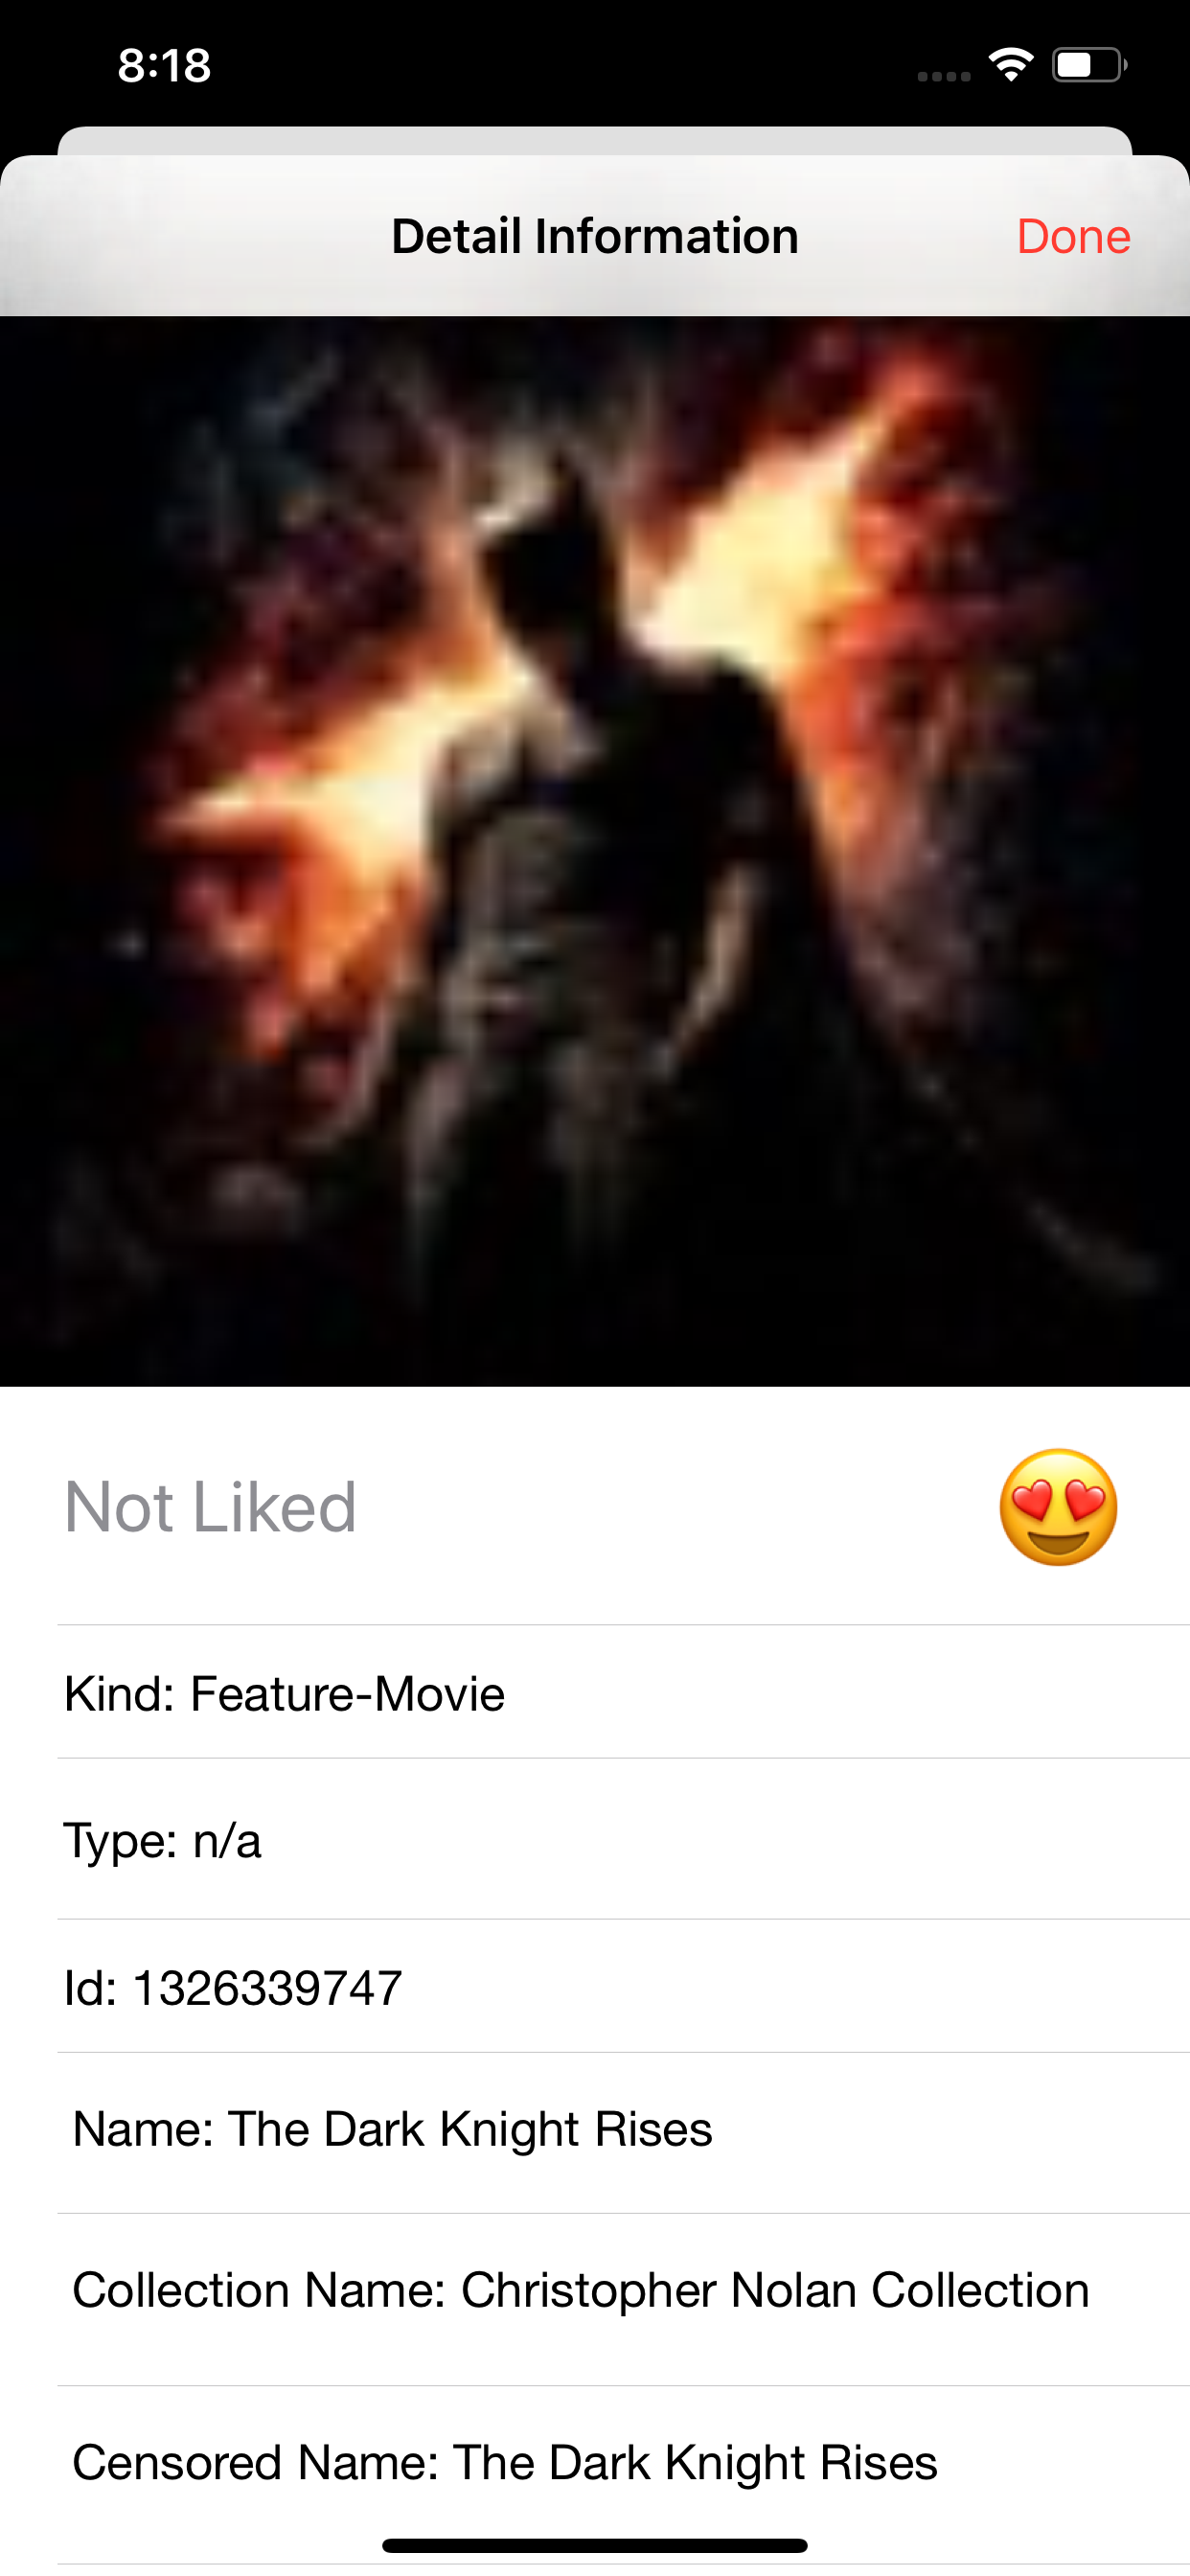 8:18
Detail Information
Done
Not Liked
Kind: Feature-Movie
Type: n/a
Id: 1326339747
Name: The Dark Knight Rises
Collection Name: Christopher Nolan Collection
Censored Name: The Dark Knight Rises